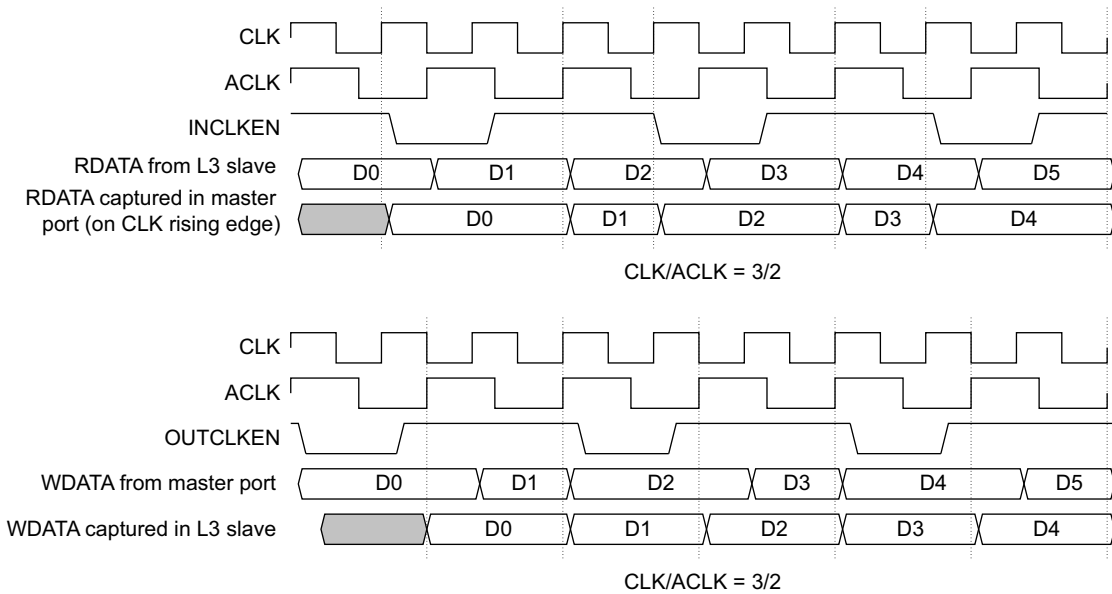 CLK
ACLK
INCLKEN
RDATA from L3 slave D0 D1 D2 D3 D4 D5
RDATA captured in master
port (on CLK rising edge) D0 D1 D2 D3 D4
CLK/ACLK = 3/2
CLK
ACLK
OUTCLKEN
WDATA from master port D0 D1 D2 D3 D4 D5
WDATA captured in L3 slave D0 D1 D2 D3 D4
CLK/ACLK = 3/2